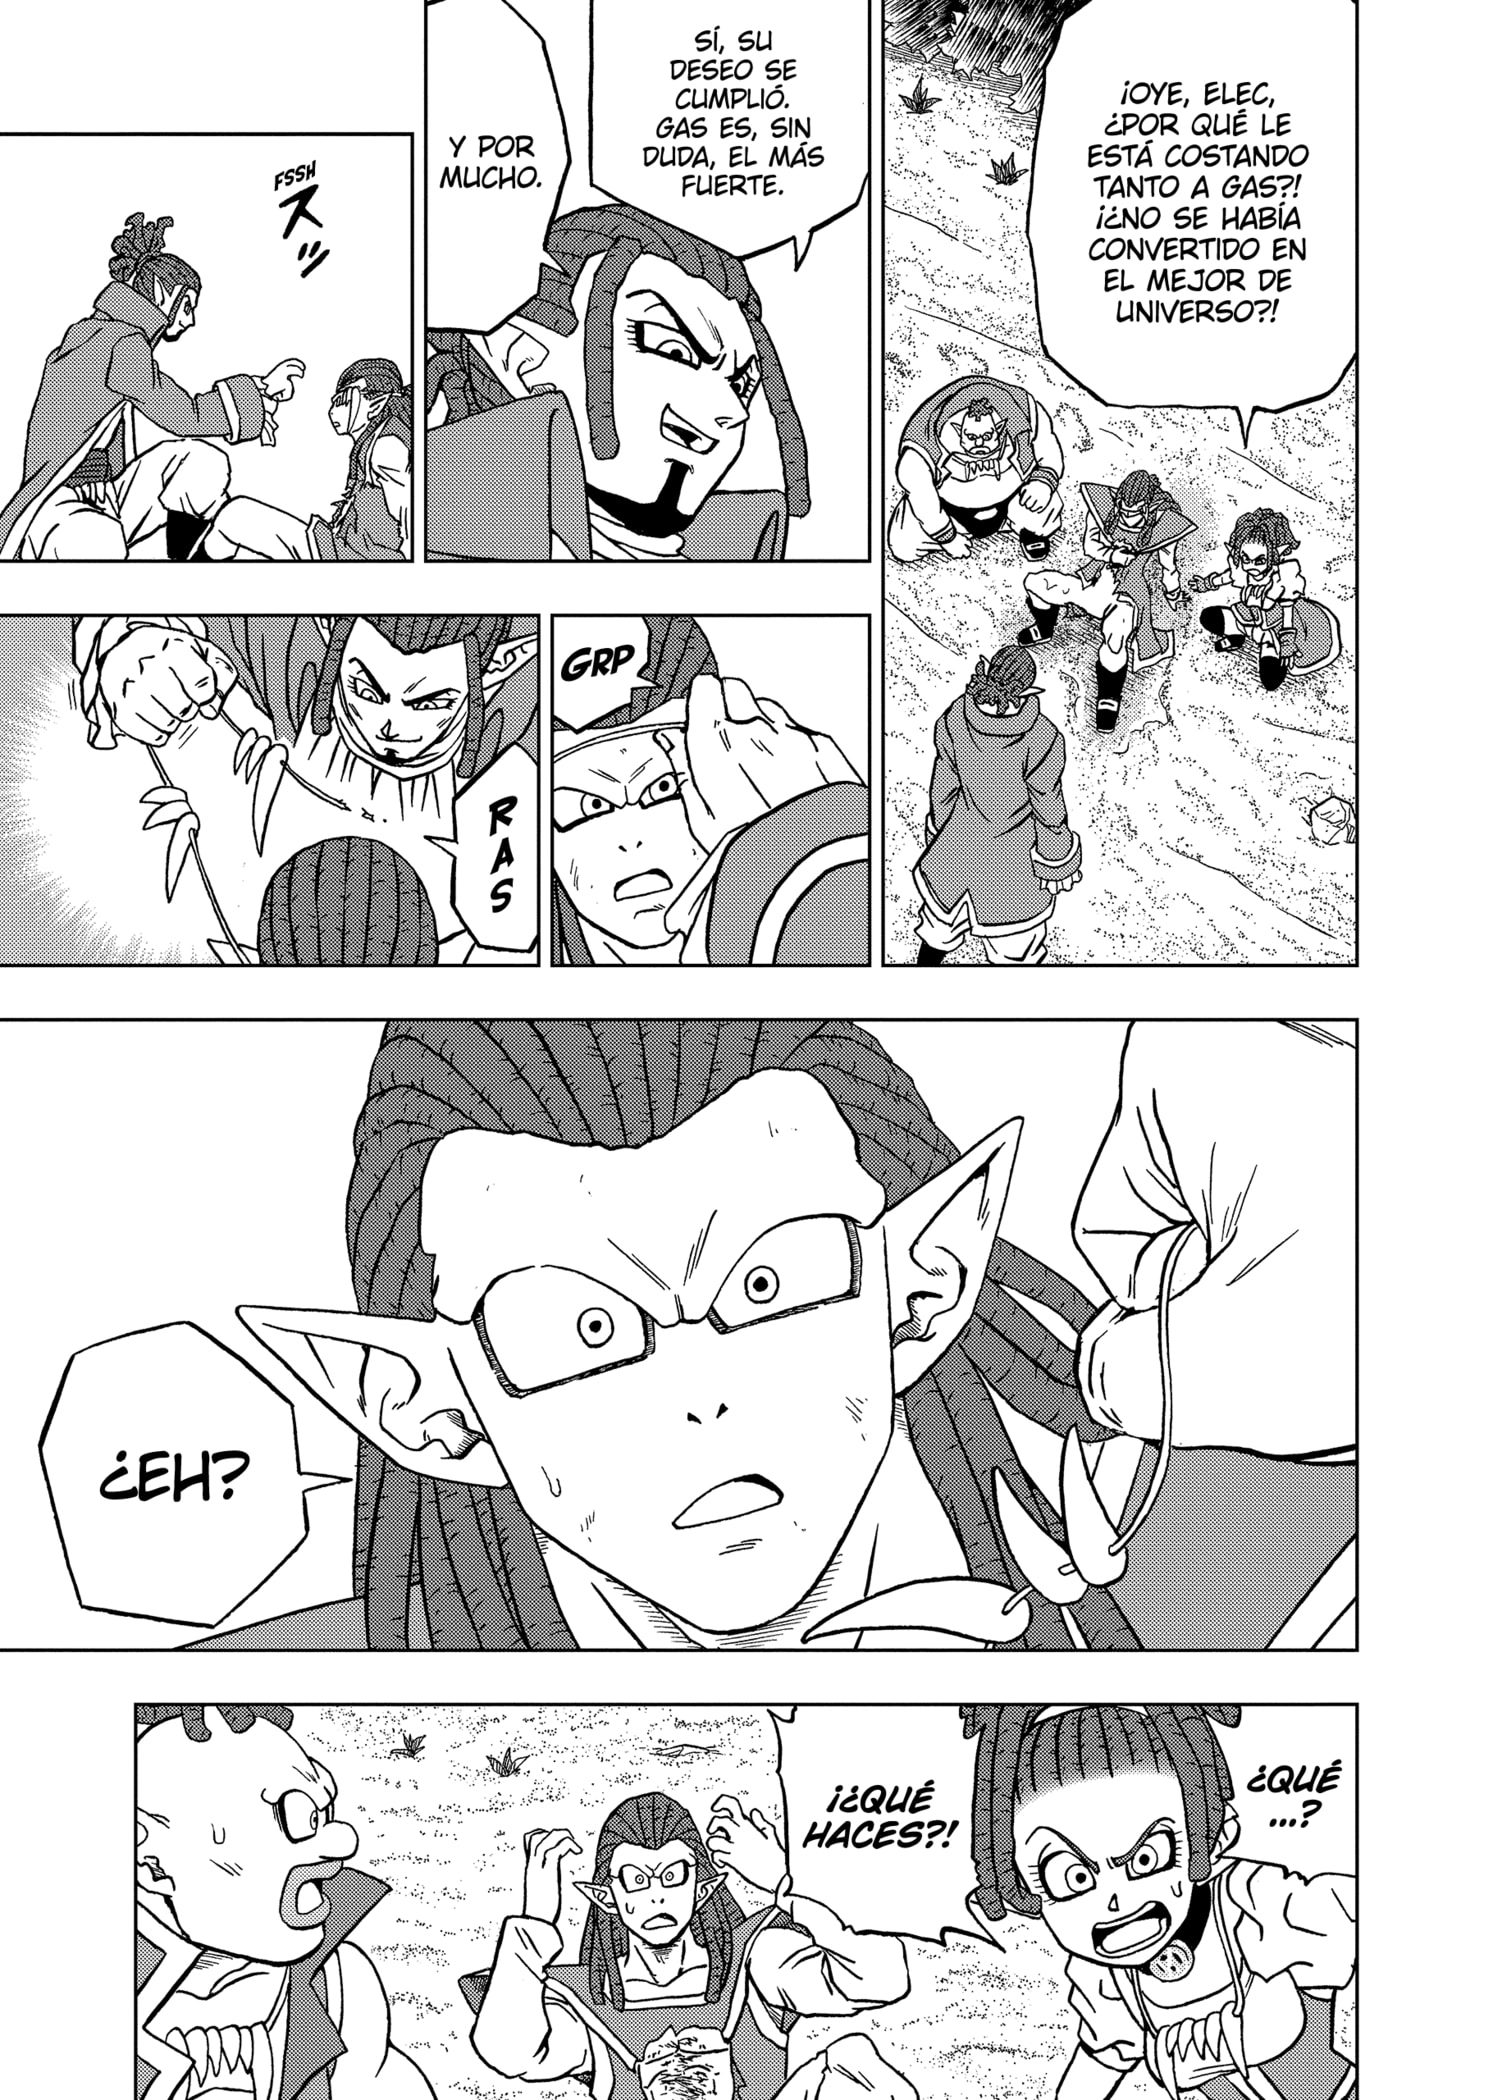 ¡OYE, ELEC,
¿POR QUÉ LE
ESTÁ COSTANDO
TANTO A GAS?!
¡¿NO SE HABÍA
CONVERTIDO EN
EL MEJOR DE
UNIVERSO?!
SÍ, SU
DESEO SE
CUMPLIÓ.
GAS ES, SIN
DUDA, EL MÁS
FUERTE.
Y POR
MUCHO.
FSSH
スッ
GRP
RAS
¿EH?
¿QUÉ
...?
¡¿QUÉ
HACES?!